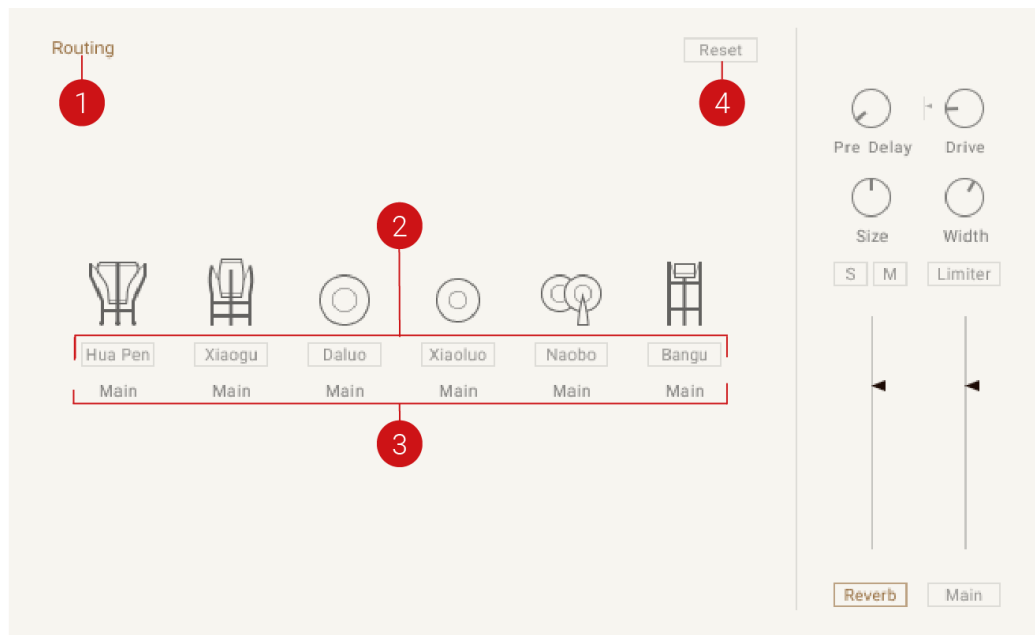 Routing
Reset
1
4
Pre Delay Drive
2
Size Width
S M Limiter
Hua Pen Xiaogu Daluo Xiaoluo Naobo Bangu
Main Main Main Main Main Main
3
Reverb Main